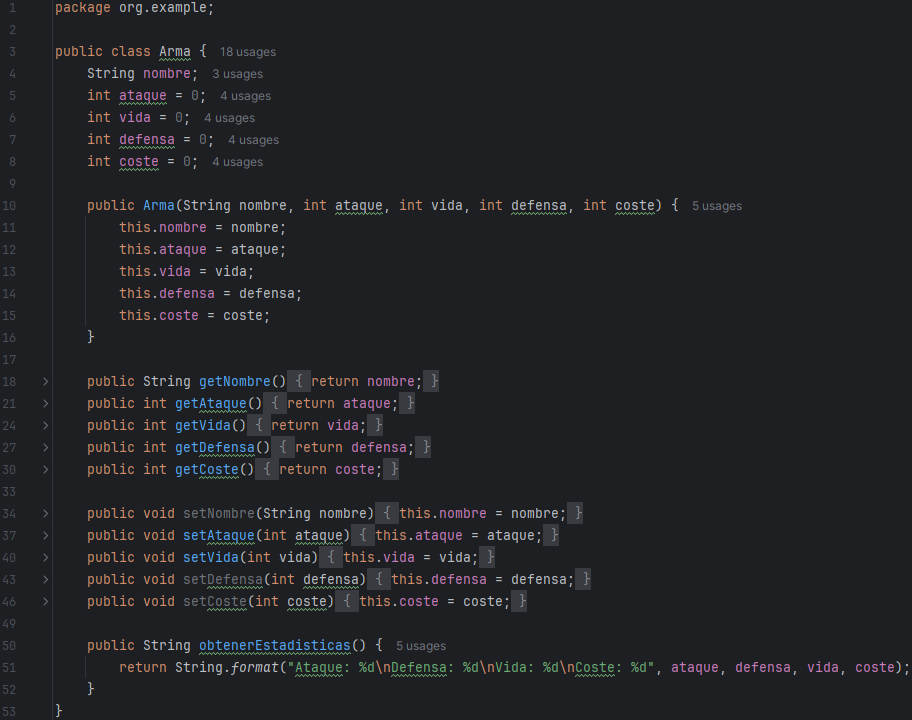 1 package org.example;
2
3 public class Arma { 18 usages
4 String nombre; 3 usages
5 int ataque = 0; 4 usages
6 int vida = 0; 4 usages
7 int defensa = 0; 4 usages
8 int coste = 0; 4 usages
9
10 public Arma(String nombre, int ataque, int vida, int defensa, int coste) { 5 usages
11 this.nombre = nombre;
12 this.ataque = ataque;
13 this.vida = vida;
14 this.defensa = defensa;
15 this.coste = coste;
16 }
17
18 public String getNombre() { return nombre; }
21 public int getAtaque() { return ataque; }
24 public int getVida() { return vida; }
27 public int getDefensa() { return defensa; }
30 public int getCoste() { return coste; }
33
34 public void setNombre(String nombre) { this.nombre = nombre; }
37 public void setAtaque(int ataque) { this.ataque = ataque; }
40 public void setVida(int vida) { this.vida = vida; }
43 public void setDefensa(int defensa) { this.defensa = defensa; }
46 public void setCoste(int coste) { this.coste = coste; }
49
50 public String obtenerEstadisticas() { 5 usages
51 return String.format("Ataque: %d\nDefensa: %d\nVida: %d\nCoste: %d", ataque, defensa, vida, coste);
52 }
53 }